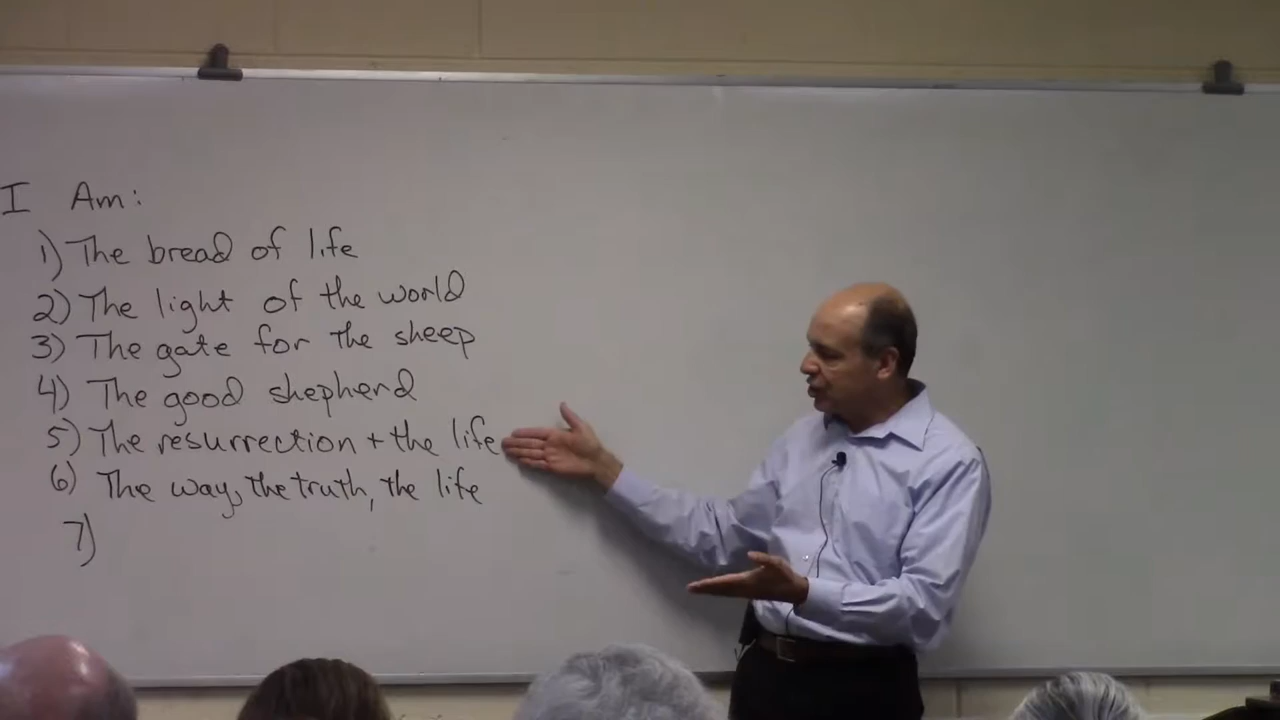 I Am:
1) The bread of life
2) The light of the world
3) The gate for the sheep
4) The good shepherd
5) The resurrection + the life
6) The way, the truth, the life
7)